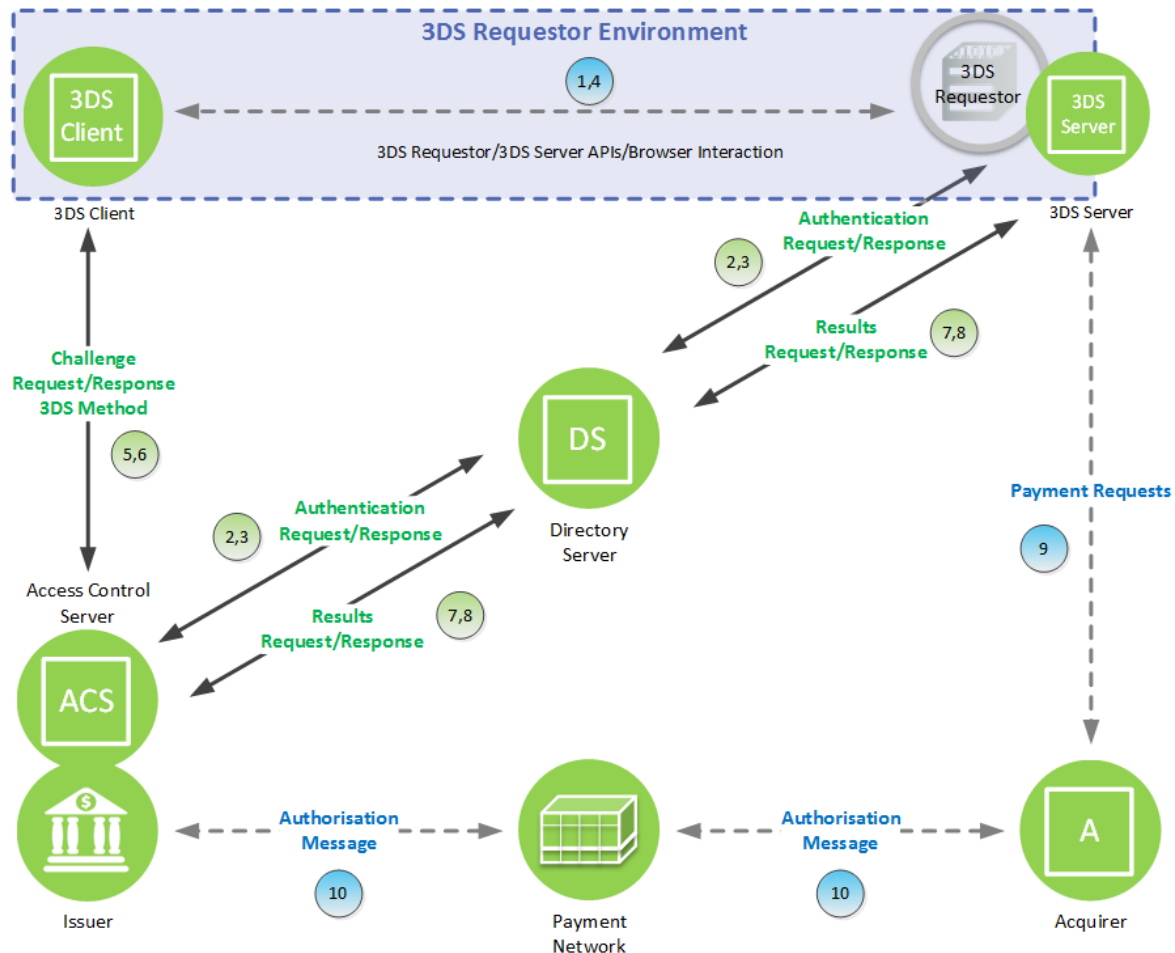 3DS Requestor Environment
3DS
Client
1,4
3DS
Requestor
3DS
Server
3DS Requestor/3DS Server APIs/Browser Interaction
3DS Client
3DS Server
Authentication
Request/Response
2,3
Results
Request/Response
7,8
Challenge
Request/Response
3DS Method
5,6
DS
Directory
Server
Authentication
Request/Response
2,3
Results
Request/Response
7,8
Payment Requests
9
Access Control
Server
ACS
$
Issuer
Authorisation
Message
10
Payment
Network
Authorisation
Message
10
A
Acquirer